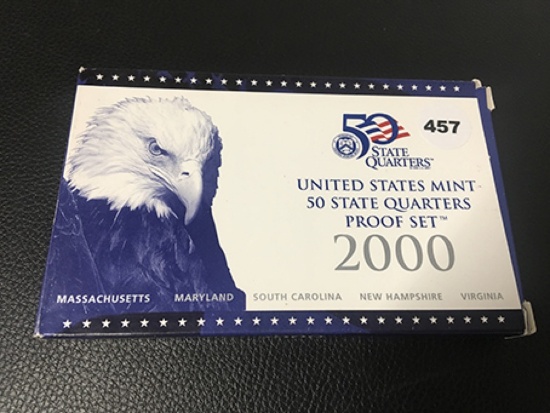 50
STATE
QUARTERS™
457
UNITED STATES MINT
50 STATE QUARTERS
PROOF SET™
2000
MASSACHUSETTS MARYLAND SOUTH CAROLINA NEW HAMPSHIRE VIRGINIA